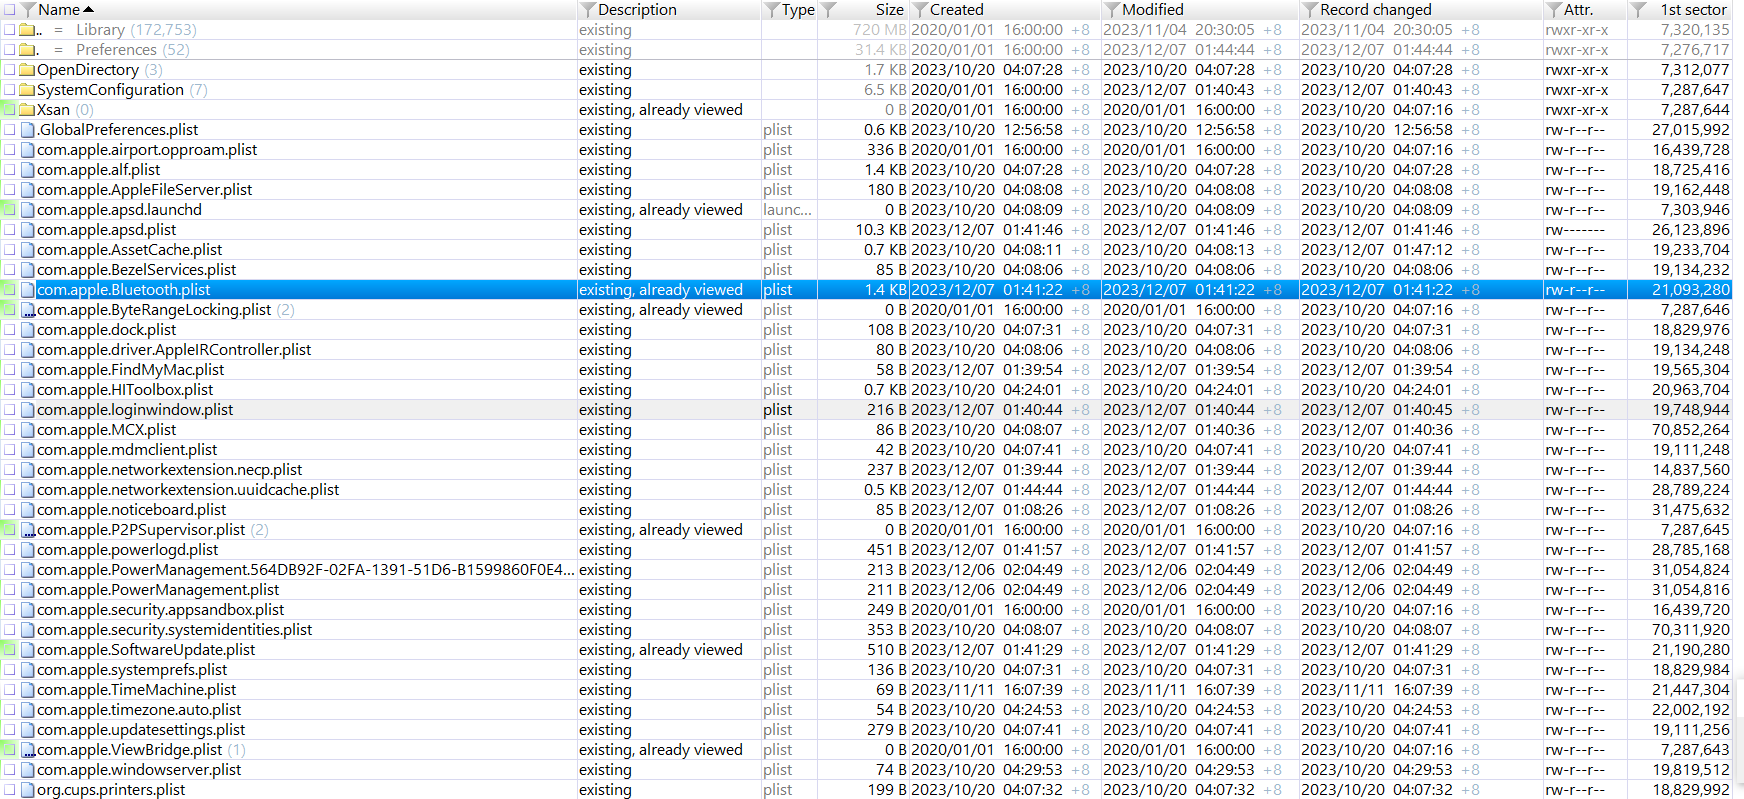 Name Description Type Size Created Modified Record changed Attr. 1st sector
.. = Library (172,753) existing 720 MB 2020/01/01 16:00:00 +8 2023/11/04 20:30:05 +8 2023/11/04 20:30:05 +8 rwxr-xr-x 7,320,135
. = Preferences (52) existing 31.4 KB 2020/01/01 16:00:00 +8 2023/12/07 01:44:44 +8 2023/12/07 01:44:44 +8 rwxr-xr-x 7,276,717
OpenDirectory (3) existing 1.7 KB 2023/10/20 04:07:28 +8 2023/10/20 04:07:28 +8 2023/10/20 04:07:28 +8 rwxr-xr-x 7,312,077
SystemConfiguration (7) existing 6.5 KB 2020/01/01 16:00:00 +8 2023/12/07 01:40:43 +8 2023/12/07 01:40:43 +8 rwxr-xr-x 7,287,647
Xsan (0) existing, already viewed 0 B 2020/01/01 16:00:00 +8 2020/01/01 16:00:00 +8 2023/10/20 04:07:16 +8 rwxr-xr-x 7,287,644
.GlobalPreferences.plist existing plist 0.6 KB 2023/10/20 12:56:58 +8 2023/10/20 12:56:58 +8 2023/10/20 12:56:58 +8 rw-r--r-- 27,015,992
com.apple.airport.opproam.plist existing plist 336 B 2020/01/01 16:00:00 +8 2020/01/01 16:00:00 +8 2023/10/20 04:07:16 +8 rw-r--r-- 16,439,728
com.apple.alf.plist existing plist 1.4 KB 2023/10/20 04:07:28 +8 2023/10/20 04:07:28 +8 2023/10/20 04:07:28 +8 rw-r--r-- 18,725,416
com.apple.AppleFileServer.plist existing plist 180 B 2023/10/20 04:08:08 +8 2023/10/20 04:08:08 +8 2023/10/20 04:08:08 +8 rw-r--r-- 19,162,448
com.apple.apsd.launchd existing, already viewed launc... 0 B 2023/10/20 04:08:09 +8 2023/10/20 04:08:09 +8 2023/10/20 04:08:09 +8 rw-r--r-- 7,303,946
com.apple.apsd.plist existing plist 10.3 KB 2023/12/07 01:41:46 +8 2023/12/07 01:41:46 +8 2023/12/07 01:41:46 +8 rw------- 26,123,896
com.apple.AssetCache.plist existing plist 0.7 KB 2023/10/20 04:08:11 +8 2023/10/20 04:08:13 +8 2023/12/07 01:47:12 +8 rw-r--r-- 19,233,704
com.apple.BezelServices.plist existing plist 85 B 2023/10/20 04:08:06 +8 2023/10/20 04:08:06 +8 2023/10/20 04:08:06 +8 rw-r--r-- 19,134,232
com.apple.Bluetooth.plist existing, already viewed plist 1.4 KB 2023/12/07 01:41:22 +8 2023/12/07 01:41:22 +8 2023/12/07 01:41:22 +8 rw-r--r-- 21,093,280
com.apple.ByteRangeLocking.plist (2) existing, already viewed plist 0 B 2020/01/01 16:00:00 +8 2020/01/01 16:00:00 +8 2023/10/20 04:07:16 +8 rw-r--r-- 7,287,646
com.apple.dock.plist existing plist 108 B 2023/10/20 04:07:31 +8 2023/10/20 04:07:31 +8 2023/10/20 04:07:31 +8 rw-r--r-- 18,829,976
com.apple.driver.AppleIRController.plist existing plist 80 B 2023/10/20 04:08:06 +8 2023/10/20 04:08:06 +8 2023/10/20 04:08:06 +8 rw-r--r-- 19,134,248
com.apple.FindMyMac.plist existing plist 58 B 2023/12/07 01:39:54 +8 2023/12/07 01:39:54 +8 2023/12/07 01:39:54 +8 rw-r--r-- 19,565,304
com.apple.HIToolbox.plist existing plist 0.7 KB 2023/10/20 04:24:01 +8 2023/10/20 04:24:01 +8 2023/10/20 04:24:01 +8 rw-r--r-- 20,963,704
com.apple.loginwindow.plist existing plist 216 B 2023/12/07 01:40:44 +8 2023/12/07 01:40:44 +8 2023/12/07 01:40:45 +8 rw-r--r-- 19,748,944
com.apple.MCX.plist existing plist 86 B 2023/10/20 04:08:07 +8 2023/12/07 01:40:36 +8 2023/12/07 01:40:36 +8 rw-r--r-- 70,852,264
com.apple.mdmclient.plist existing plist 42 B 2023/10/20 04:07:41 +8 2023/10/20 04:07:41 +8 2023/10/20 04:07:41 +8 rw-r--r-- 19,111,248
com.apple.networkextension.necp.plist existing plist 237 B 2023/12/07 01:39:44 +8 2023/12/07 01:39:44 +8 2023/12/07 01:39:44 +8 rw-r--r-- 14,837,560
com.apple.networkextension.uuidcache.plist existing plist 0.5 KB 2023/12/07 01:44:44 +8 2023/12/07 01:44:44 +8 2023/12/07 01:44:44 +8 rw-r--r-- 28,789,224
com.apple.noticeboard.plist existing plist 85 B 2023/12/07 01:08:26 +8 2023/12/07 01:08:26 +8 2023/12/07 01:08:26 +8 rw-r--r-- 31,475,632
com.apple.P2PSupervisor.plist (2) existing, already viewed plist 0 B 2020/01/01 16:00:00 +8 2020/01/01 16:00:00 +8 2023/10/20 04:07:16 +8 rw-r--r-- 7,287,645
com.apple.powerlogd.plist existing plist 451 B 2023/12/07 01:41:57 +8 2023/12/07 01:41:57 +8 2023/12/07 01:41:57 +8 rw-r--r-- 28,785,168
com.apple.PowerManagement.564DB92F-02FA-1391-51D6-B1599860F0E4... existing plist 213 B 2023/12/06 02:04:49 +8 2023/12/06 02:04:49 +8 2023/12/06 02:04:49 +8 rw-r--r-- 31,054,824
com.apple.PowerManagement.plist existing plist 211 B 2023/12/06 02:04:49 +8 2023/12/06 02:04:49 +8 2023/12/06 02:04:49 +8 rw-r--r-- 31,054,816
com.apple.security.appsandbox.plist existing plist 249 B 2020/01/01 16:00:00 +8 2020/01/01 16:00:00 +8 2023/10/20 04:07:16 +8 rw-r--r-- 16,439,720
com.apple.security.systemidentities.plist existing plist 353 B 2023/10/20 04:08:07 +8 2023/10/20 04:08:07 +8 2023/10/20 04:08:07 +8 rw-r--r-- 70,311,920
com.apple.SoftwareUpdate.plist existing, already viewed plist 510 B 2023/12/07 01:41:29 +8 2023/12/07 01:41:29 +8 2023/12/07 01:41:29 +8 rw-r--r-- 21,190,280
com.apple.systemprefs.plist existing plist 136 B 2023/10/20 04:07:31 +8 2023/10/20 04:07:31 +8 2023/10/20 04:07:31 +8 rw-r--r-- 18,829,984
com.apple.TimeMachine.plist existing plist 69 B 2023/11/11 16:07:39 +8 2023/11/11 16:07:39 +8 2023/11/11 16:07:39 +8 rw-r--r-- 21,447,304
com.apple.timezone.auto.plist existing plist 54 B 2023/10/20 04:24:53 +8 2023/10/20 04:24:53 +8 2023/10/20 04:24:53 +8 rw-r--r-- 22,002,192
com.apple.updatesettings.plist existing plist 279 B 2023/10/20 04:07:41 +8 2023/10/20 04:07:41 +8 2023/10/20 04:07:41 +8 rw-r--r-- 19,111,256
com.apple.ViewBridge.plist (1) existing, already viewed plist 0 B 2020/01/01 16:00:00 +8 2020/01/01 16:00:00 +8 2023/10/20 04:07:16 +8 rw-r--r-- 7,287,643
com.apple.windowserver.plist existing plist 74 B 2023/10/20 04:29:53 +8 2023/10/20 04:29:53 +8 2023/10/20 04:29:53 +8 rw-r--r-- 19,819,512
org.cups.printers.plist existing plist 199 B 2023/10/20 04:07:32 +8 2023/10/20 04:07:32 +8 2023/10/20 04:07:32 +8 rw-r--r-- 18,829,992